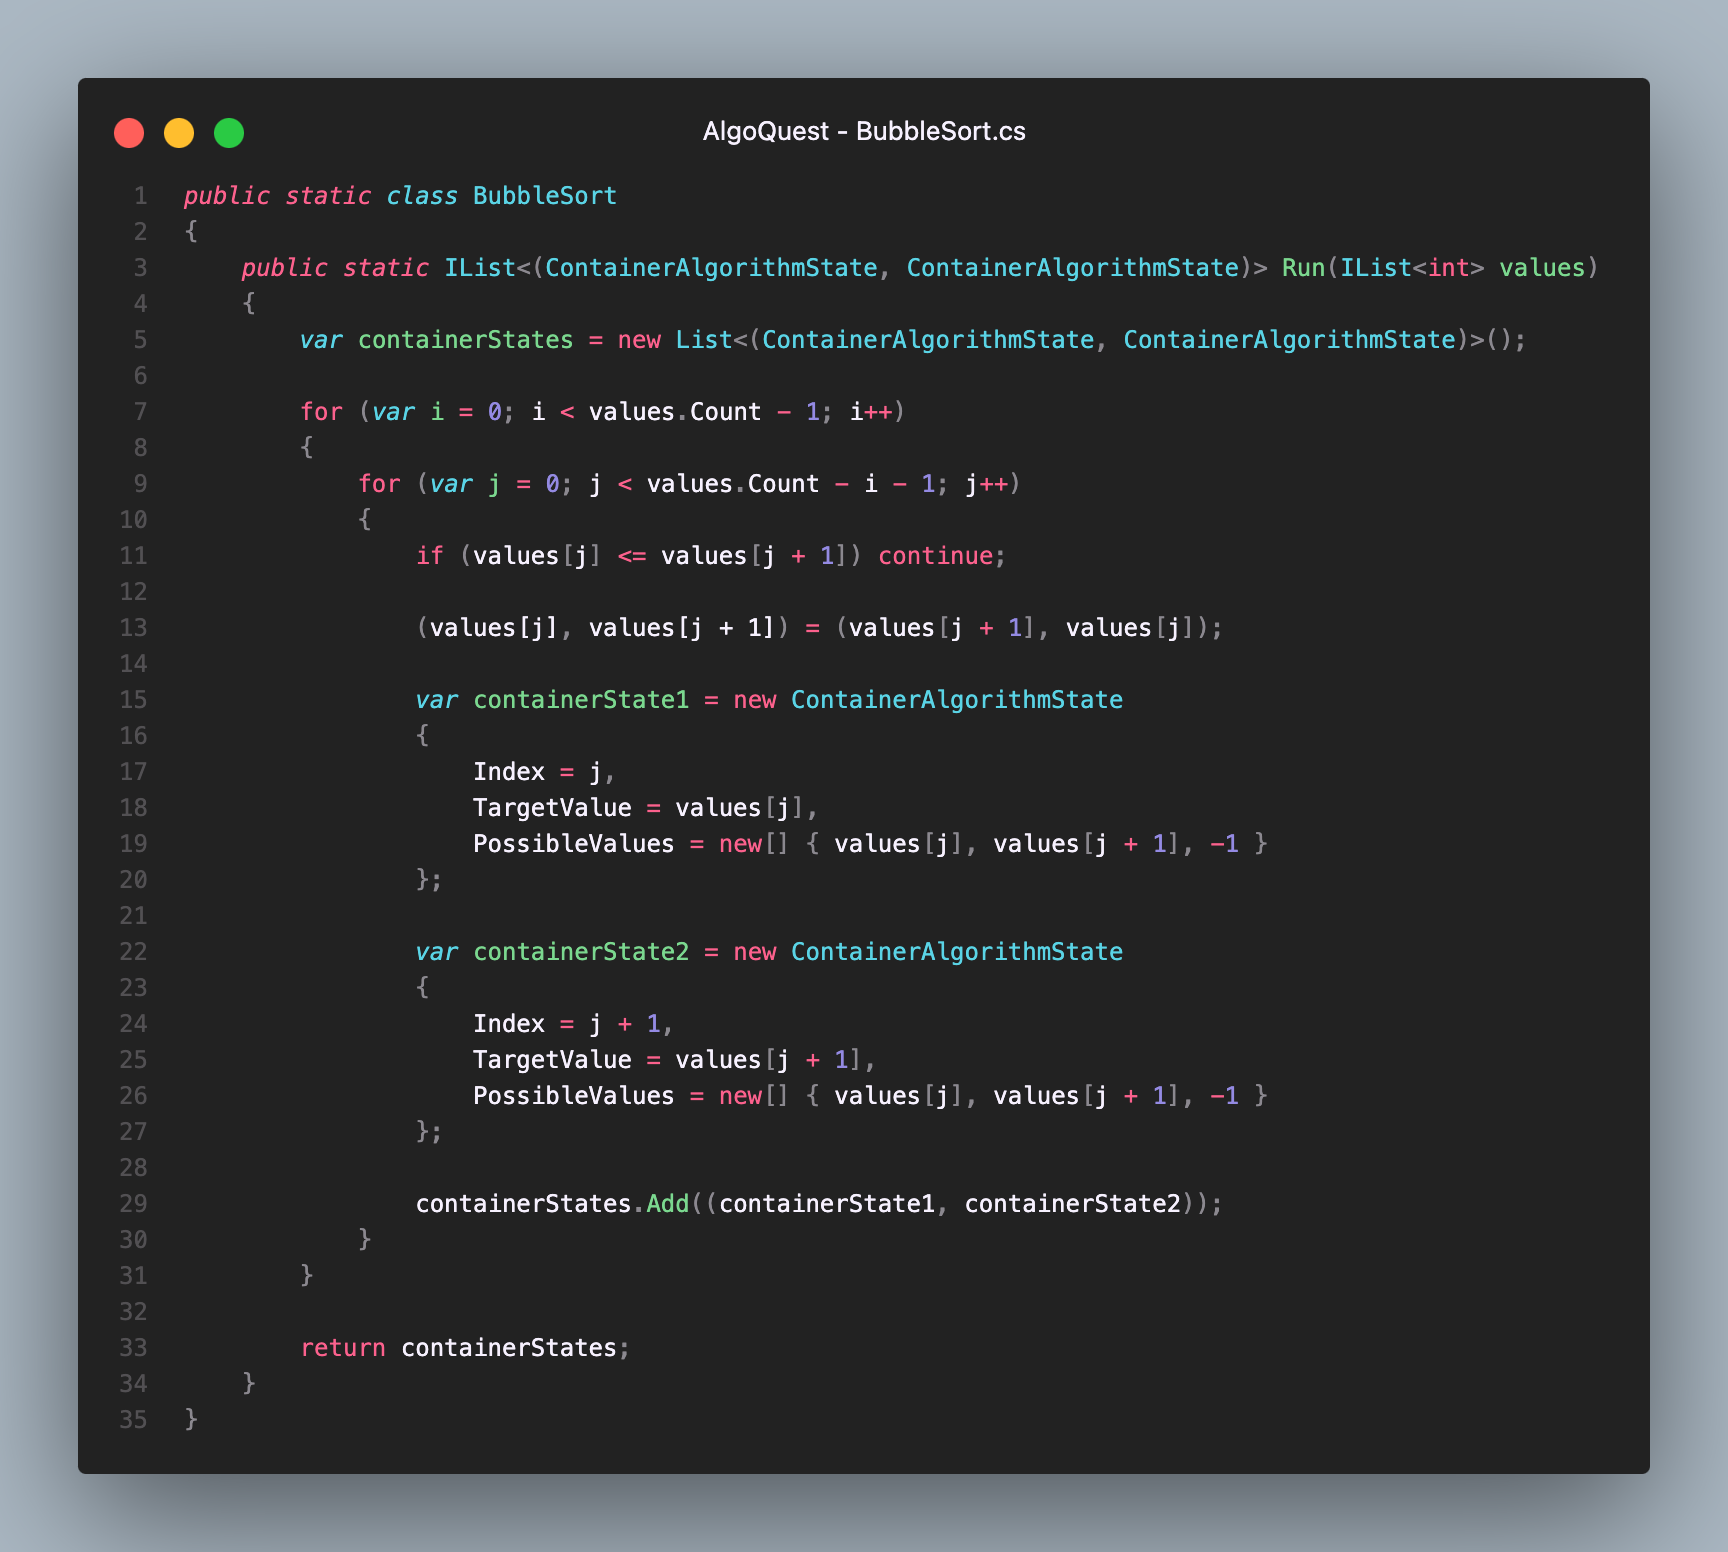 AlgoQuest - BubbleSort.cs
1 public static class BubbleSort
2 {
3     public static IList<(ContainerAlgorithmState, ContainerAlgorithmState)> Run(IList<int> values)
4     {
5         var containerStates = new List<(ContainerAlgorithmState, ContainerAlgorithmState)>();
6
7         for (var i = 0; i < values.Count - 1; i++)
8         {
9             for (var j = 0; j < values.Count - i - 1; j++)
10             {
11                 if (values[j] <= values[j + 1]) continue;
12
13                 (values[j], values[j + 1]) = (values[j + 1], values[j]);
14
15                 var containerState1 = new ContainerAlgorithmState
16                 {
17                     Index = j,
18                     TargetValue = values[j],
19                     PossibleValues = new[] { values[j], values[j + 1], -1 }
20                 };
21
22                 var containerState2 = new ContainerAlgorithmState
23                 {
24                     Index = j + 1,
25                     TargetValue = values[j + 1],
26                     PossibleValues = new[] { values[j], values[j + 1], -1 }
27                 };
28
29                 containerStates.Add((containerState1, containerState2));
30             }
31         }
32
33         return containerStates;
34     }
35 }